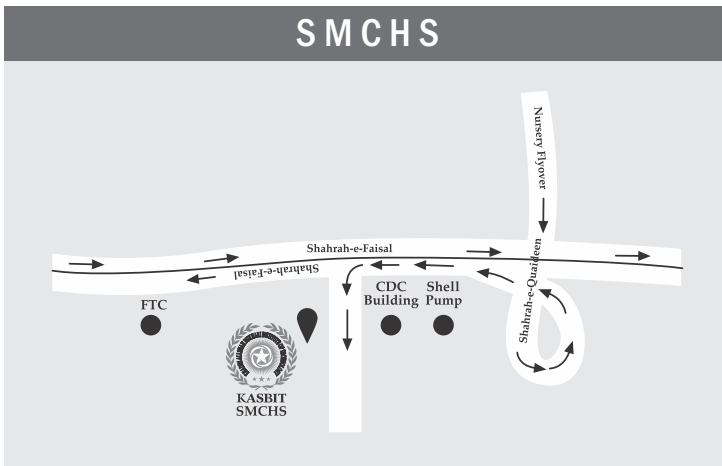 SMCHS
Nursery Flyover
Shahrah-e-Faisal
Shahrah-e-Faisal
Shahrah-e-Quaideen
CDC
Building
Shell
Pump
FTC
KASBIT
SMCHS